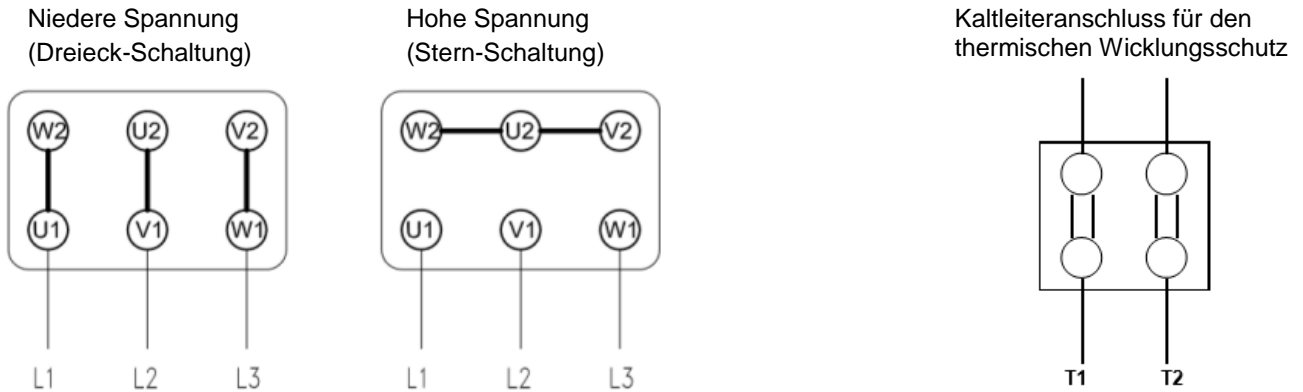 Niedere Spannung
(Dreieck-Schaltung)
Hohe Spannung
(Stern-Schaltung)
Kaltleiteranschluss für den
thermischen Wicklungsschutz
W2 U2 V2
U1 V1 W1
L1 L2 L3
W2 U2 V2
U1 V1 W1
L1 L2 L3
T1 T2